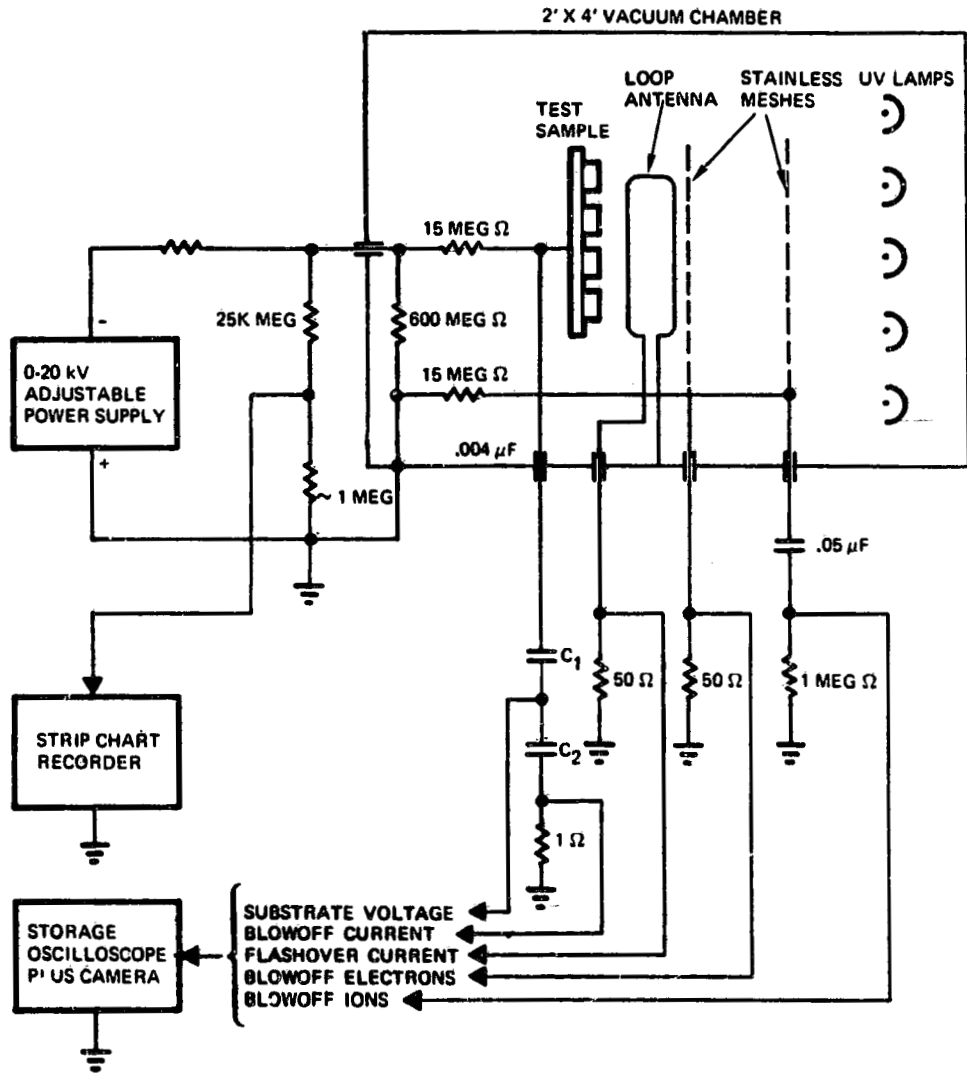 2' X 4' VACUUM CHAMBER
LOOP
ANTENNA
STAINLESS
MESHES
UV LAMPS
TEST
SAMPLE
15 MEG Ω
25K MEG
600 MEG Ω
-
0-20 kV
ADJUSTABLE
POWER SUPPLY
+
15 MEG Ω
.004 μF
~ 1 MEG
.05 μF
C1
50 Ω
50 Ω
1 MEG Ω
STRIP CHART
RECORDER
C2
1 Ω
STORAGE
OSCILLOSCOPE
P' US CAMERA
SUBSTRATE VOLTAGE
BLOWOFF CURRENT
FLASHOVER CURRENT
BLOWOFF ELECTRONS
BLOWOFF IONS